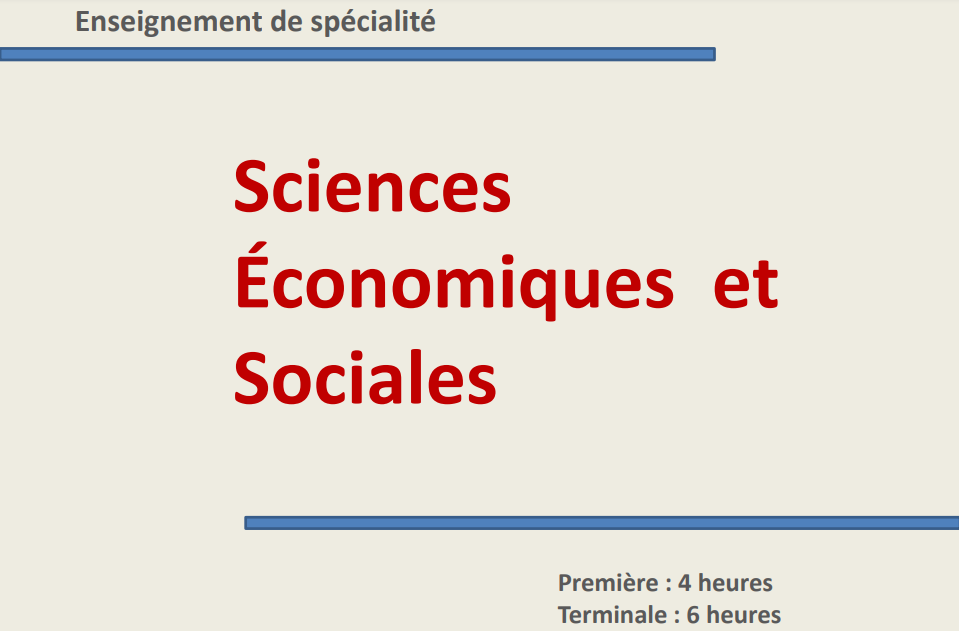 Enseignement de spécialité
Sciences
Économiques et
Sociales
Première : 4 heures
Terminale : 6 heures